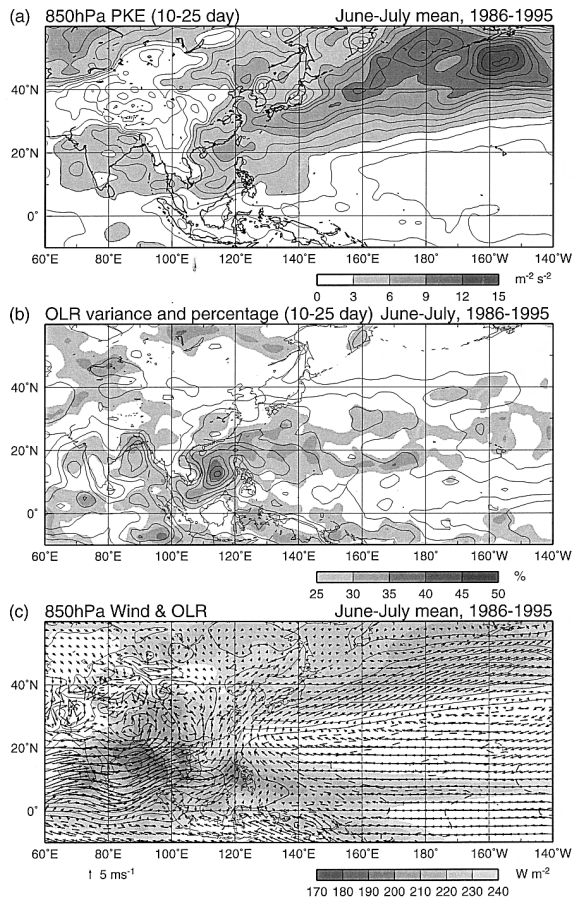 (a) 850hPa PKE (10-25 day) June-July mean, 1986-1995
40°N
20°N
0°
60°E 80°E 100°E 120°E 140°E 160°E 180° 160°W 140°W
0 3 6 9 12 15 m⁻² s⁻²
(b) OLR variance and percentage (10-25 day) June-July, 1986-1995
40°N
20°N
0°
60°E 80°E 100°E 120°E 140°E 160°E 180° 160°W 140°W
25 30 35 40 45 50 %
(c) 850hPa Wind & OLR June-July mean, 1986-1995
40°N
20°N
0°
60°E 80°E 100°E 120°E 140°E 160°E 180° 160°W 140°W
↑ 5 ms⁻¹
170 180 190 200 210 220 230 240 W m⁻²